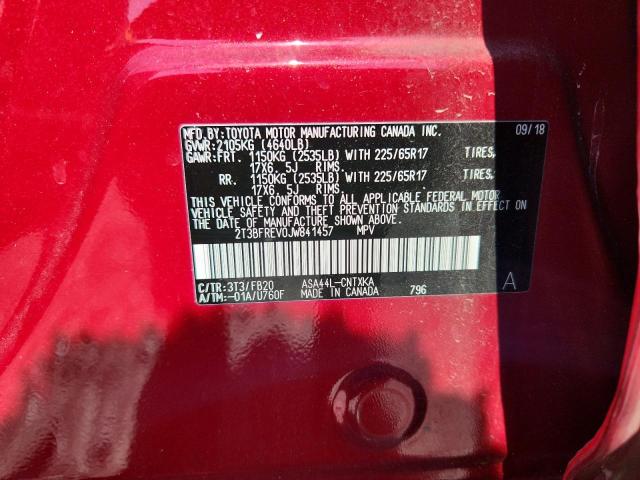 MFD.BY:TOYOTA MOTOR MANUFACTURING CANADA INC. 09/18
GVWR:2105KG (4640LB)
GAWR:FRT. 1150KG (2535LB) WITH 225/65R17 TIRES,
17X6. 5J RIMS.
RR. 1150KG (2535LB) WITH 225/65R17 TIRES,
17X6. 5J RIMS.
THIS VEHICLE CONFORMS TO ALL APPLICABLE FEDERAL MOTOR
VEHICLE SAFETY AND THEFT PREVENTION STANDARDS IN EFFECT ON
THE DATE OF MANUFACTURE SHOWN ABOVE.
2T3BFREV0JW841457 MPV
C/TR:3T3/FB20 ASA44L-CNTXKA A
A/TM:-01A/U760F MADE IN CANADA 796